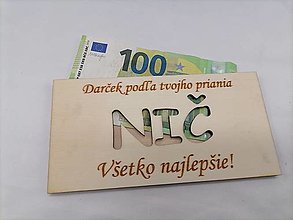 100
Darček podľa tvojho priania
NIČ
Všetko najlepšie!